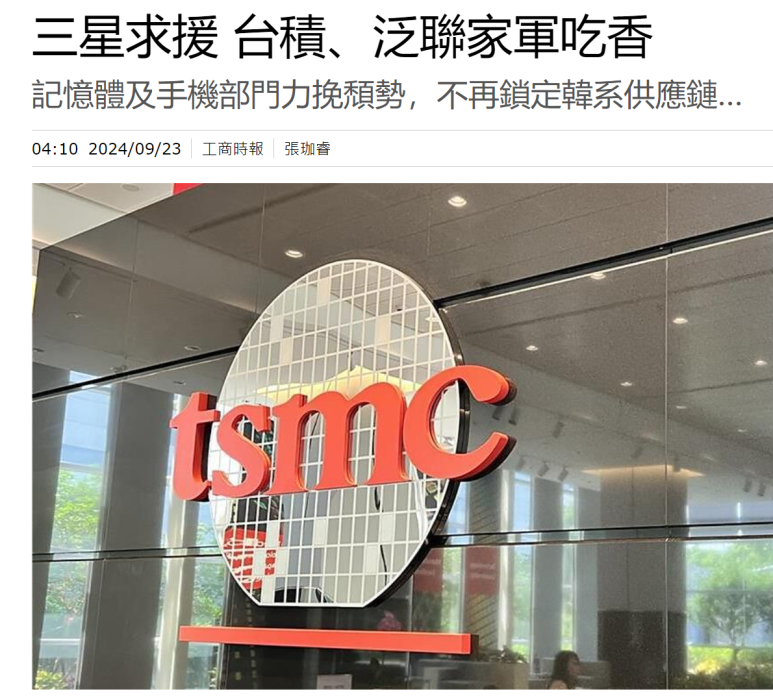 三星求援 台積、泛聯家軍吃香
記憶體及手機部門力挽頹勢，不再鎖定韓系供應鏈...
04:10 2024/09/23 工商時報 張珈睿
tsmc